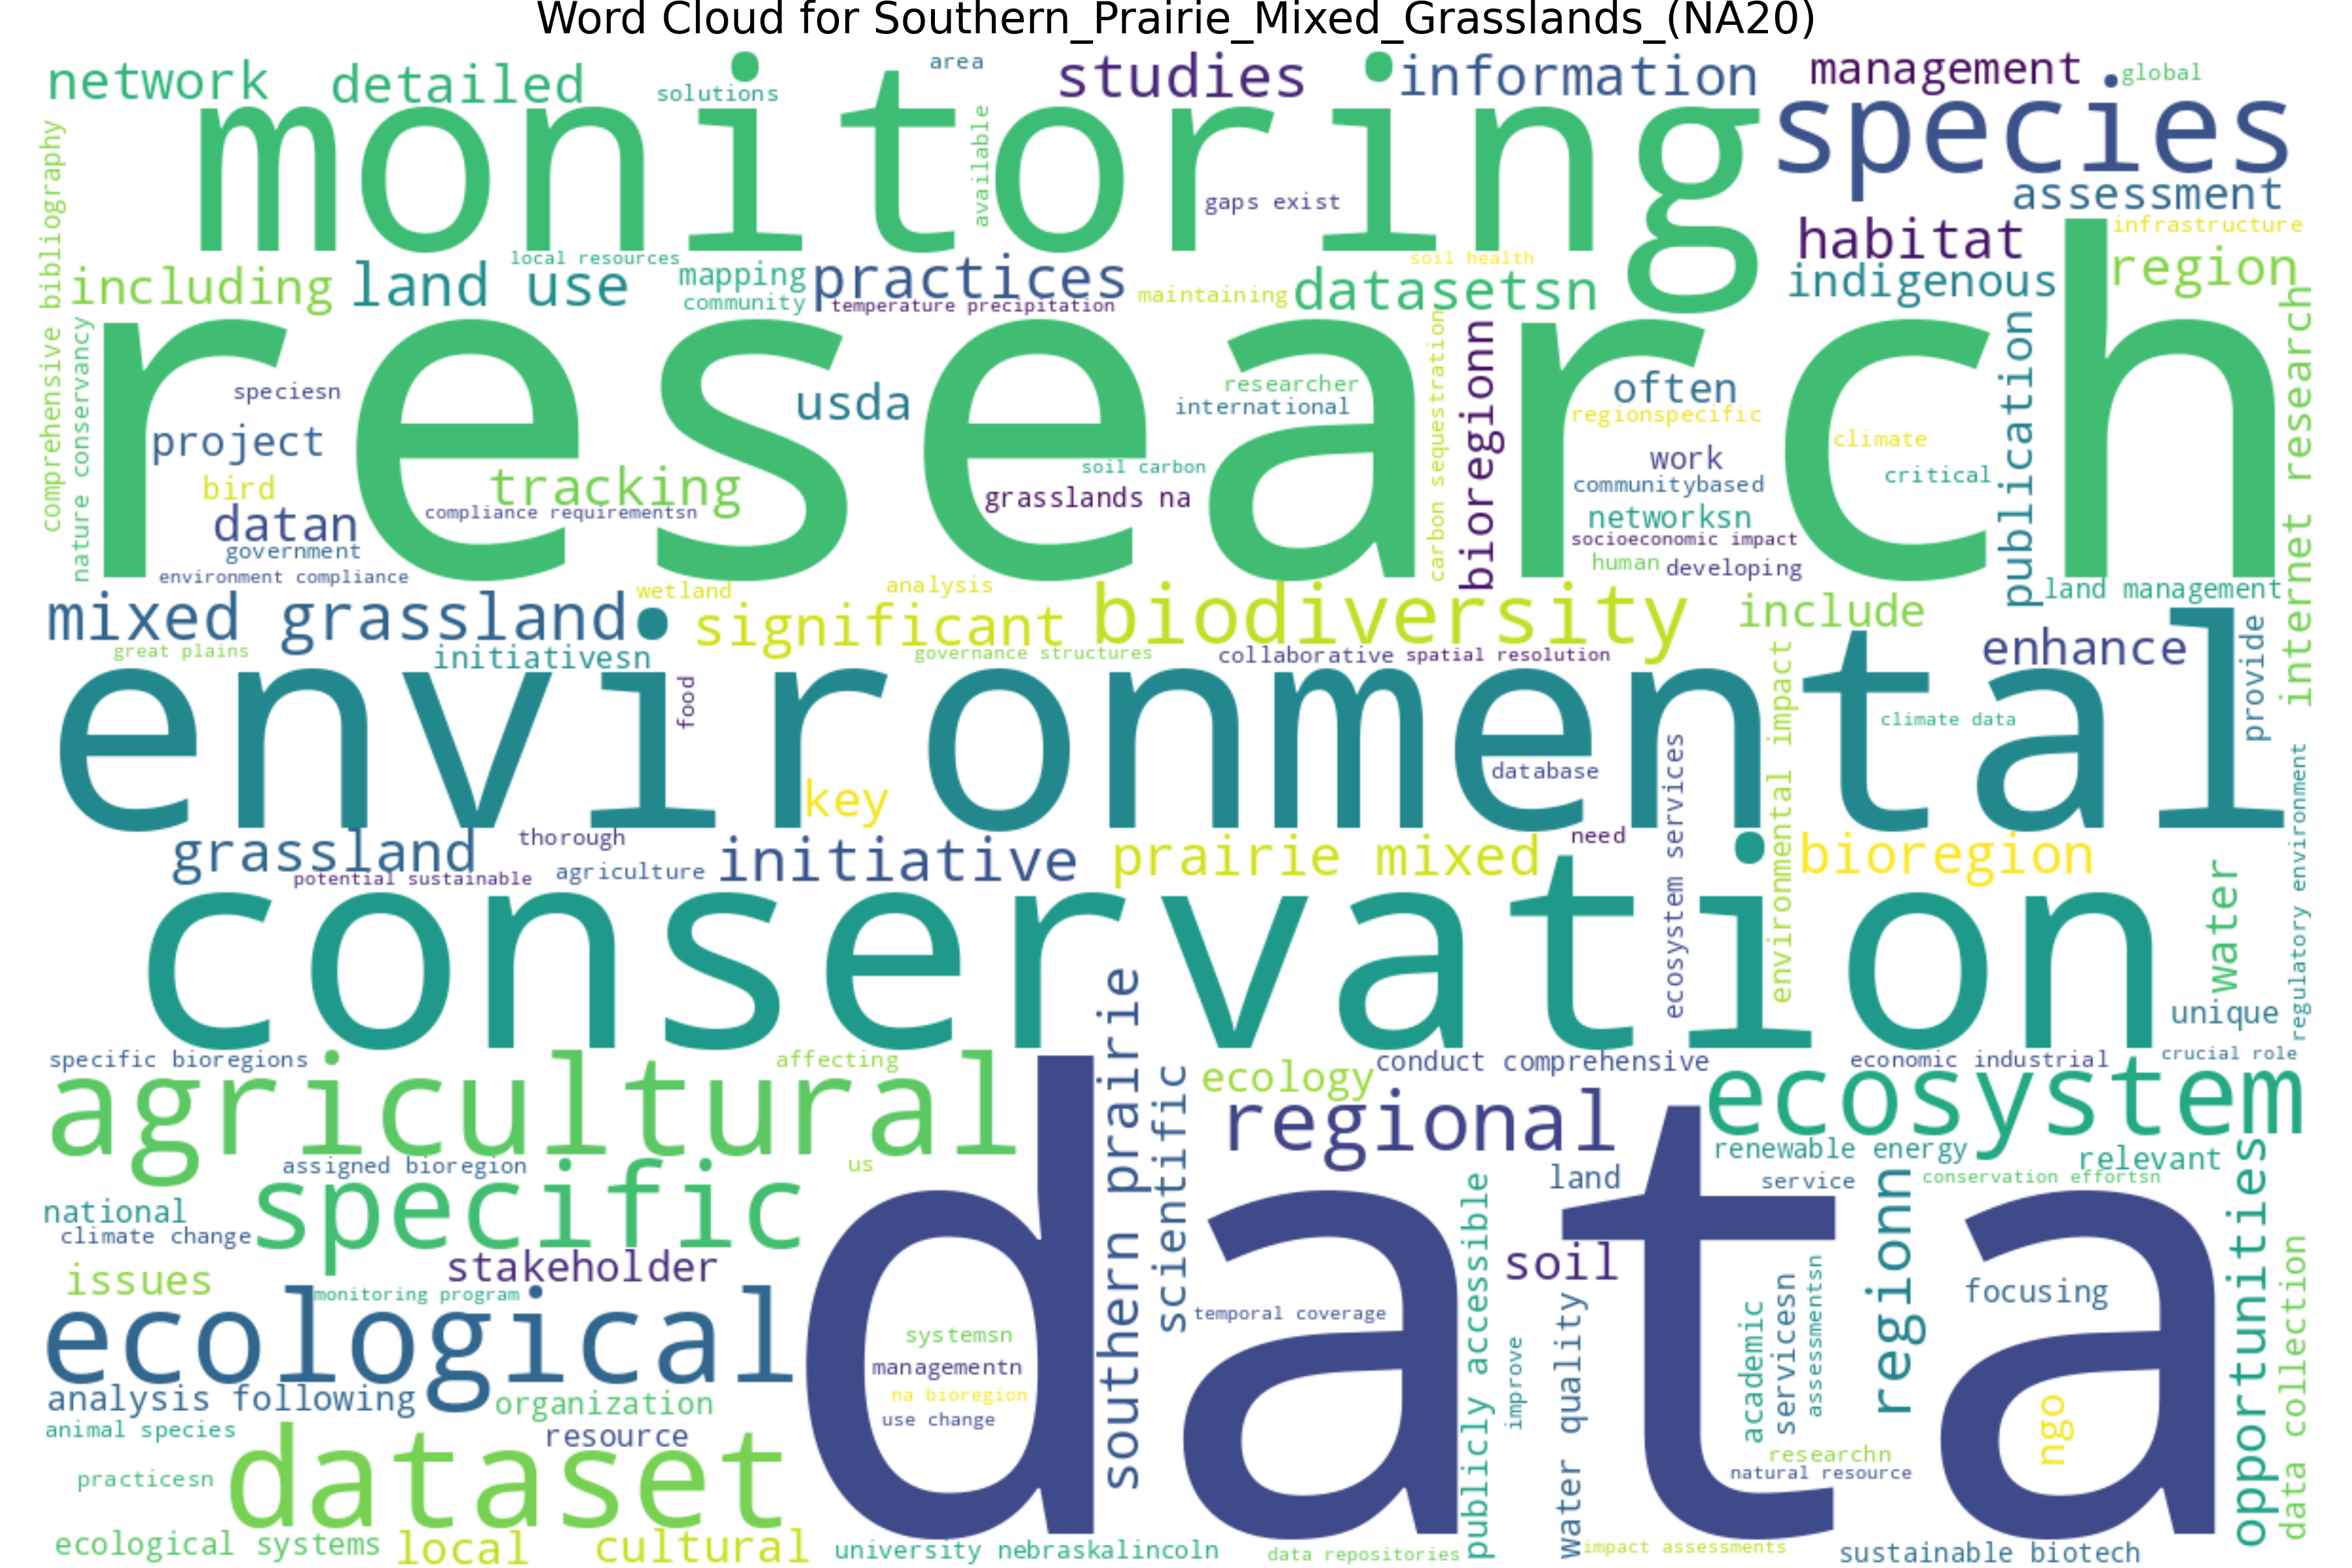 Word Cloud for Southern_Prairie_Mixed_Grasslands_(NA20)
network
detailed
solutions
area
studies
information
management
global
monitoring
species
available
gaps exist
assessment
comprehensive bibliography
habitat
infrastructure
including
land use
local resources
mapping
community
practices
temperature precipitation
maintaining
soil health
datasetsn
indigenous
region
research
nature conservancy
speciesn
project
bird
datan
government
environment compliance
tracking
compliance requirementsn
usda
soil carbon
grasslands na
researcher
international
carbon sequestration
bioregionn
often
regionspecific
work
communitybased
networksn
socioeconomic impact
human
developing
climate
critical
publication
internet research
land management
mixed grassland
great plains
initiativesn
wetland
significant
analysis
governance structures
biodiversity
collaborative
spatial resolution
include
enhance
provide
environmental
food
key
database
climate data
ecosystem services
environmental impact
regulatory environment
grassland
thorough
potential sustainable
agriculture
initiative
prairie mixed
need
bioregion
water
conservation
unique
specific bioregions
affecting
agricultural
southern prairie
scientific
ecology
conduct comprehensive
economic industrial
crucial role
regional
ecosystem
assigned bioregion
us
specific
national
climate change
stakeholder
issues
monitoring program
ecological
data
land
renewable energy
relevant
service
conservation effortsn
soil
regionn
opportunities
temporal coverage
publicly accessible
focusing
systemsn
managementn
na bioregion
use change
improve
water quality
academic
servicesn
assessmentsn
ngo
data collection
analysis following
organization
animal species
resource
practicesn
dataset
researchn
natural resource
ecological systems
local
cultural
university nebraskalincoln
data repositories
impact assessments
sustainable biotech